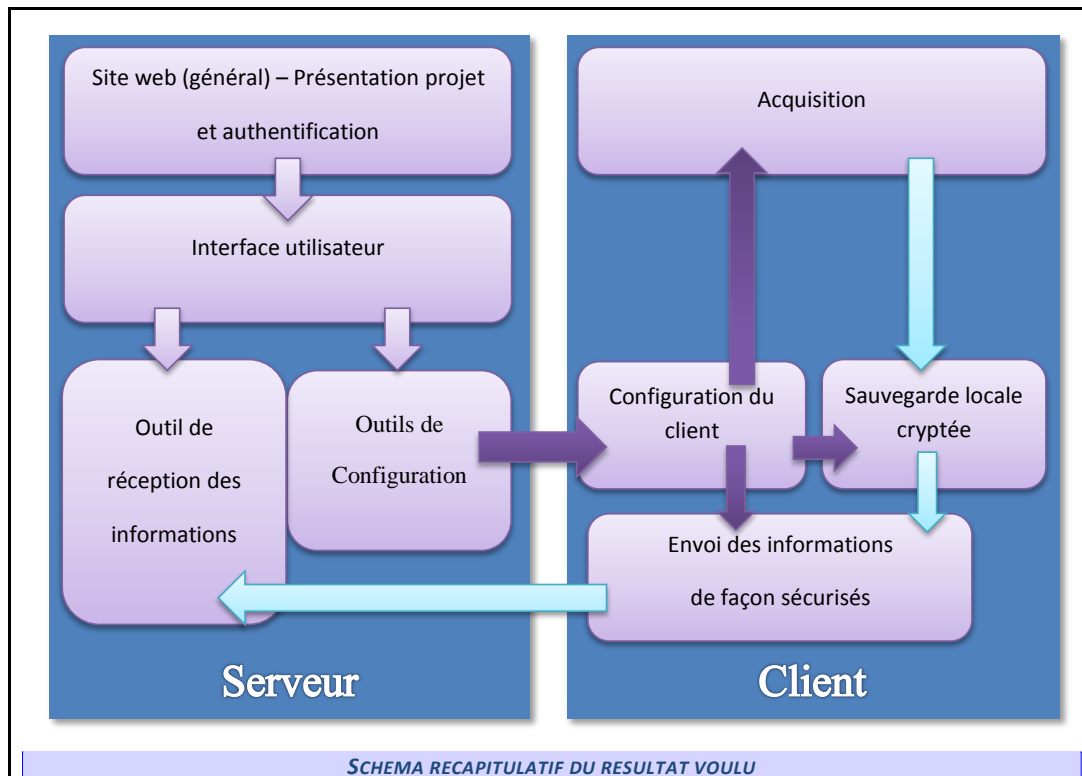 Site web (général) – Présentation projet
et authentification
Interface utilisateur
Outil de
réception des
informations
Outils de
Configuration
Serveur
Acquisition
Configuration du
client
Sauvegarde locale
cryptée
Envoi des informations
de façon sécurisés
Client
SCHEMA RECAPITULATIF DU RESULTAT VOULU